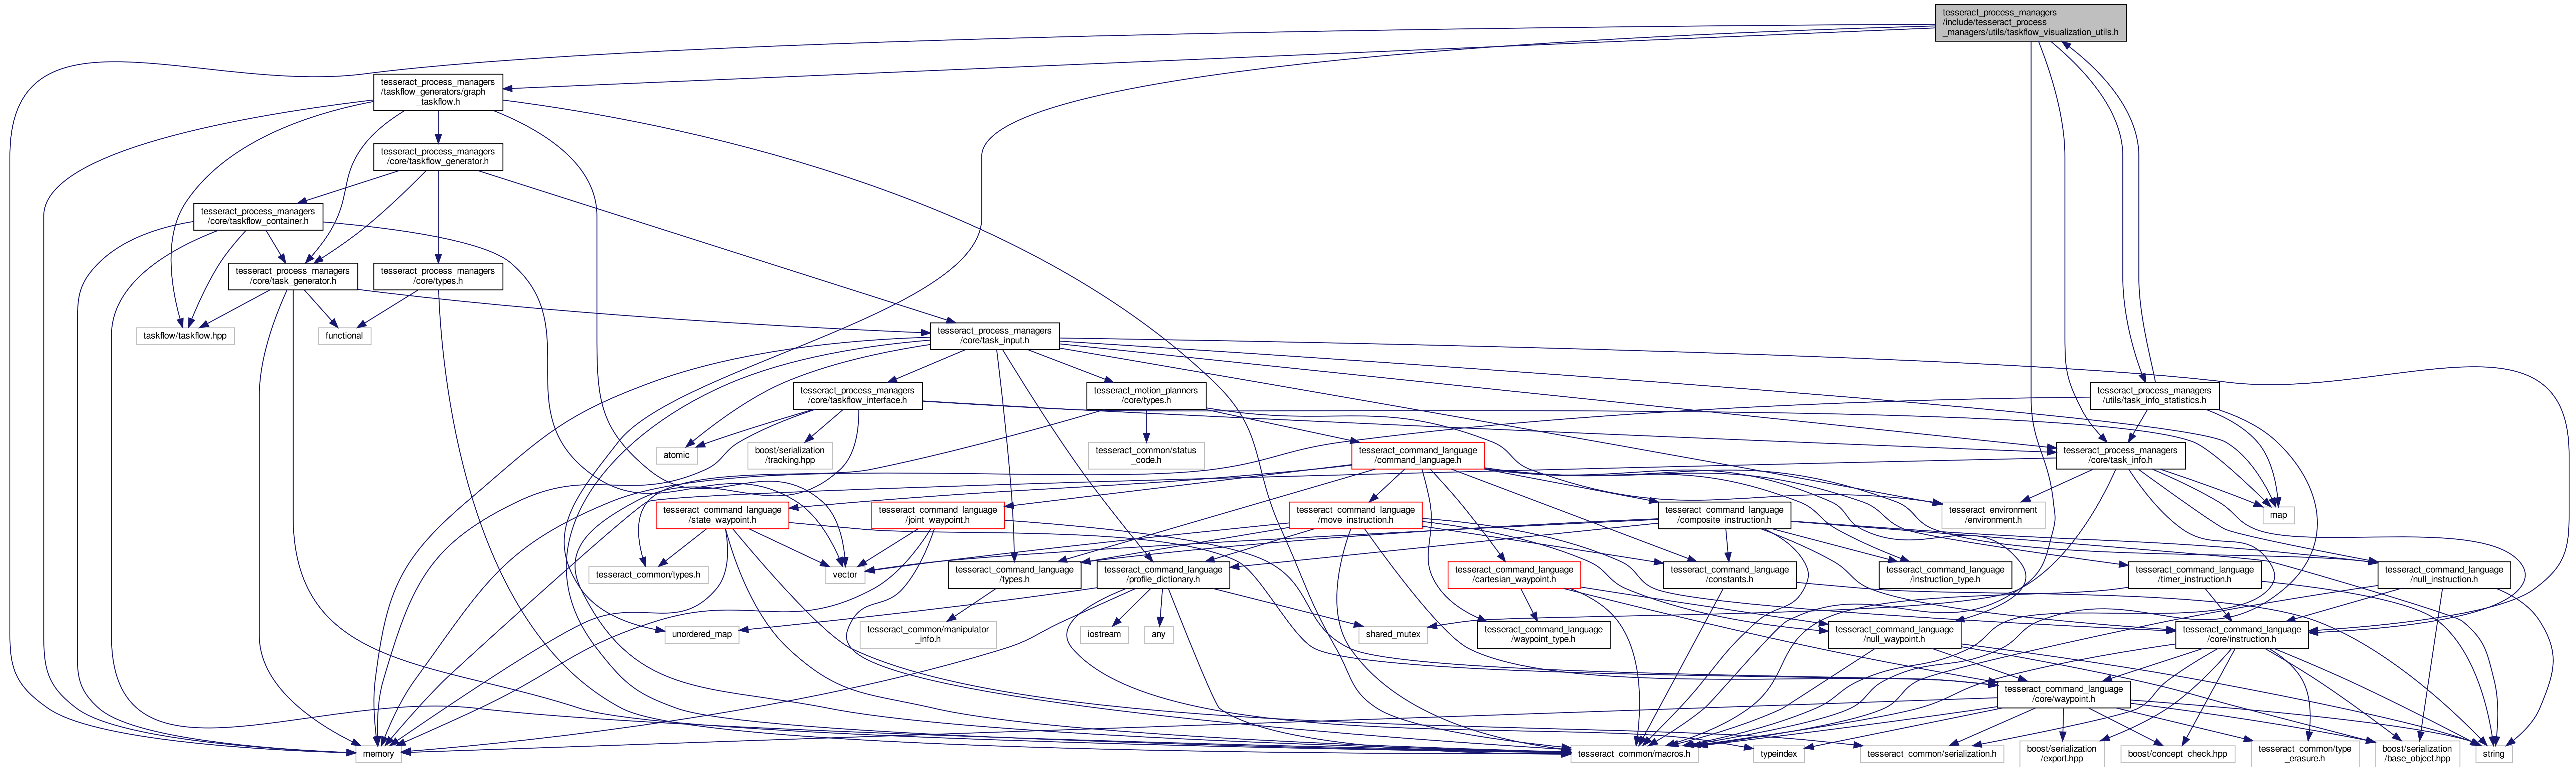 tesseract_process_managers
/include/tesseract_process
_managers/utils/taskflow_visualization_utils.h
tesseract_process_managers
/taskflow_generators/graph
_taskflow.h
tesseract_process_managers
/core/taskflow_generator.h
tesseract_process_managers
/core/taskflow_container.h
tesseract_process_managers
/core/task_generator.h
tesseract_process_managers
/core/types.h
taskflow/taskflow.hpp
functional
tesseract_process_managers
/core/task_input.h
tesseract_process_managers
/core/taskflow_interface.h
tesseract_motion_planners
/core/types.h
tesseract_process_managers
/utils/task_info_statistics.h
atomic
boost/serialization
/tracking.hpp
tesseract_common/status
_code.h
tesseract_command_language
/command_language.h
tesseract_process_managers
/core/task_info.h
tesseract_command_language
/state_waypoint.h
tesseract_command_language
/joint_waypoint.h
tesseract_command_language
/move_instruction.h
tesseract_command_language
/composite_instruction.h
tesseract_environment
/environment.h
map
tesseract_common/types.h
vector
tesseract_command_language
/types.h
tesseract_command_language
/profile_dictionary.h
tesseract_command_language
/cartesian_waypoint.h
tesseract_command_language
/constants.h
tesseract_command_language
/instruction_type.h
tesseract_command_language
/timer_instruction.h
tesseract_command_language
/null_instruction.h
unordered_map
tesseract_common/manipulator
_info.h
iostream
any
shared_mutex
tesseract_command_language
/waypoint_type.h
tesseract_command_language
/null_waypoint.h
tesseract_command_language
/core/instruction.h
tesseract_command_language
/core/waypoint.h
memory
tesseract_common/macros.h
typeindex
tesseract_common/serialization.h
boost/serialization
/export.hpp
boost/concept_check.hpp
tesseract_common/type
_erasure.h
boost/serialization
/base_object.hpp
string